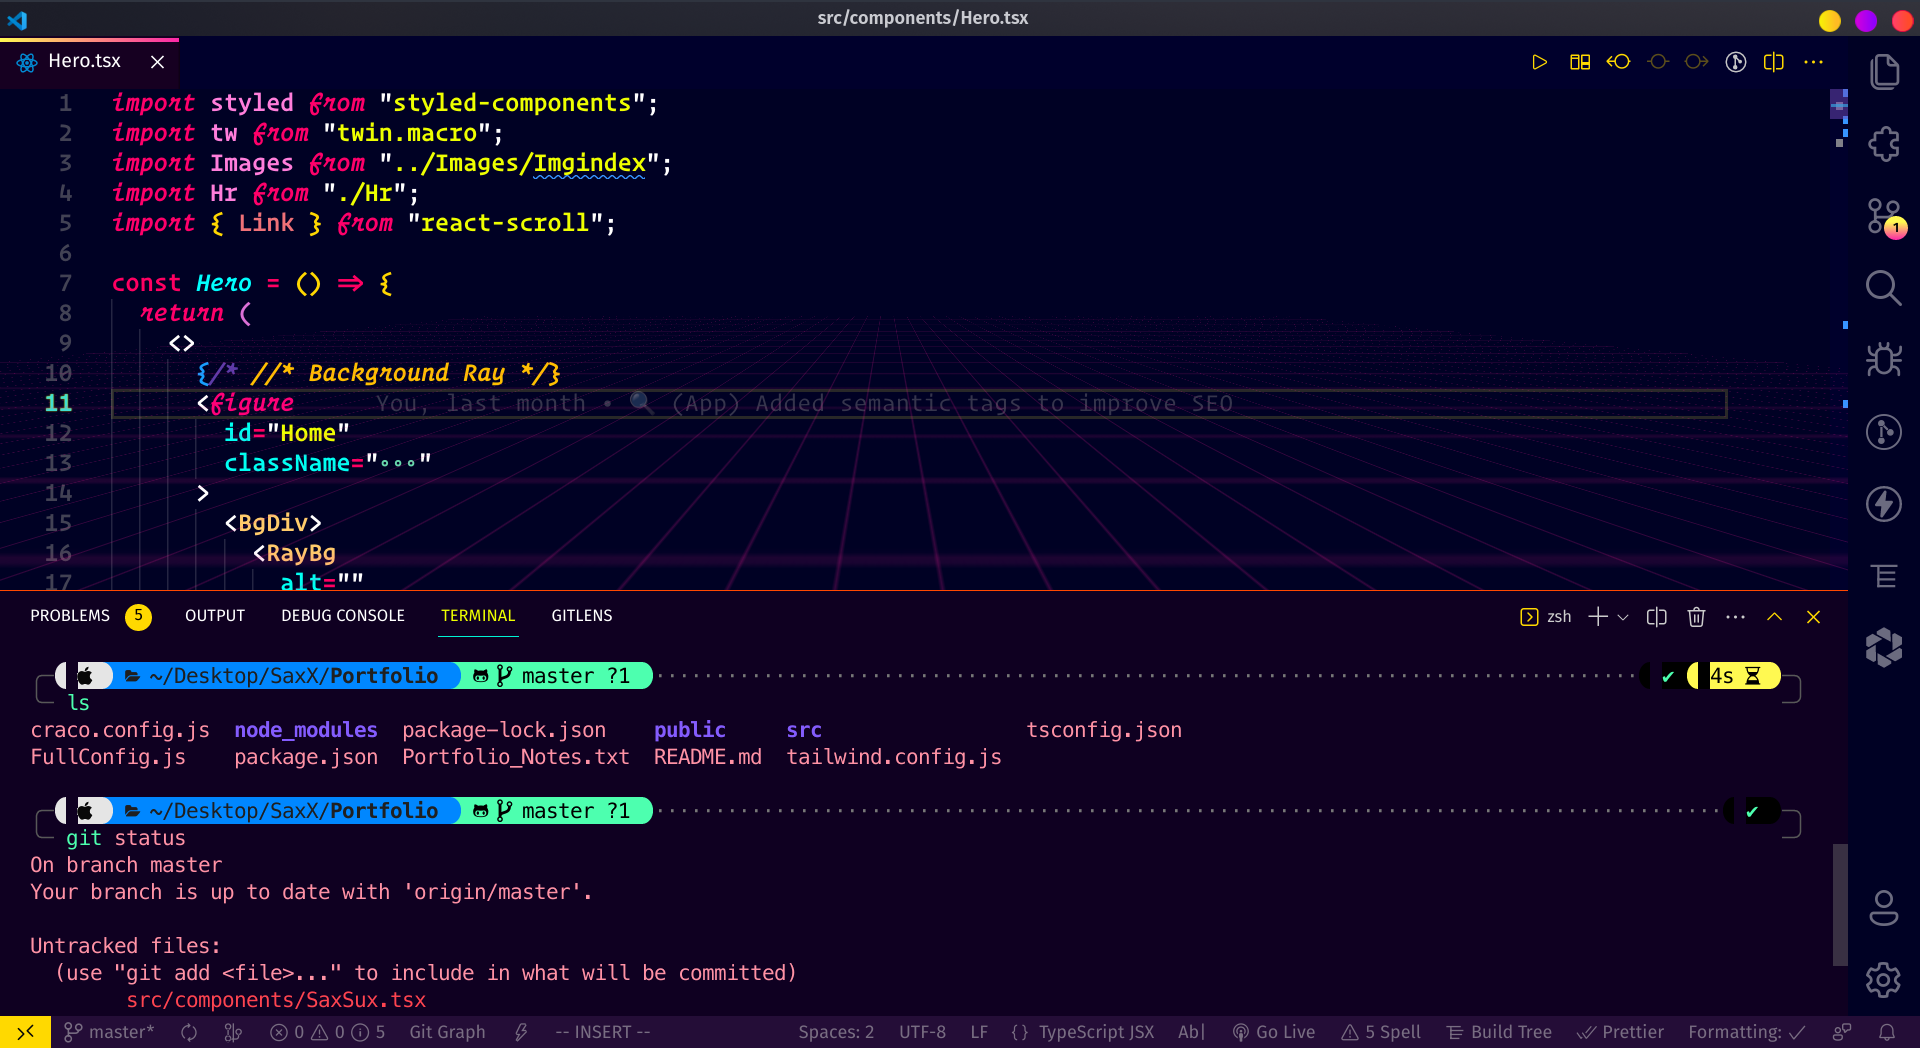 src/components/Hero.tsx
Hero.tsx
1 import styled from "styled-components";
2 import tw from "twin.macro";
3 import Images from "../Images/Imgindex";
4 import Hr from "./Hr";
5 import { Link } from "react-scroll";
6
7 const Hero = () => {
8 return (
9 <>
10 {/* //* Background Ray */}
11 <figure You, last month • 🔍 (App) Added semantic tags to improve SEO
12 id="Home"
13 className="•••"
14 >
15 <BgDiv>
16 <RayBg
17 alt=""
1
PROBLEMS 5 OUTPUT DEBUG CONSOLE TERMINAL GITLENS zsh
~/Desktop/SaxX/Portfolio master ?1 ✔ 4s
ls
craco.config.js node_modules package-lock.json public src tsconfig.json
FullConfig.js package.json Portfolio_Notes.txt README.md tailwind.config.js
~/Desktop/SaxX/Portfolio master ?1 ✔
git status
On branch master
Your branch is up to date with 'origin/master'.
Untracked files:
(use "git add <file>..." to include in what will be committed)
src/components/SaxSux.tsx
master* 0 0 5 Git Graph -- INSERT -- Spaces: 2 UTF-8 LF {} TypeScript JSX Ab| Go Live 5 Spell Build Tree Prettier Formatting: ✓